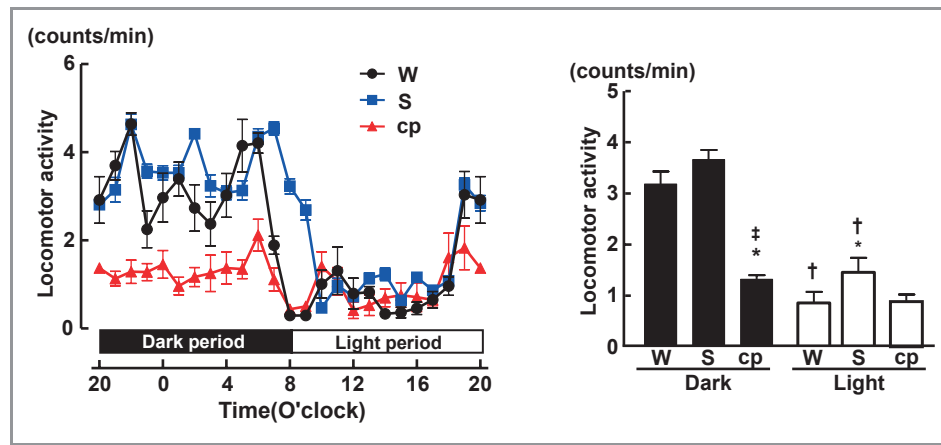 (counts/min)
6
4
2
0
Locomotor activity
W
S
cp
Dark period
Light period
20 0 4 8 12 16 20
Time(O'clock)
(counts/min)
5
4
3
2
1
0
Locomotor activity
‡
*
†
†
*
W S cp W S cp
Dark Light